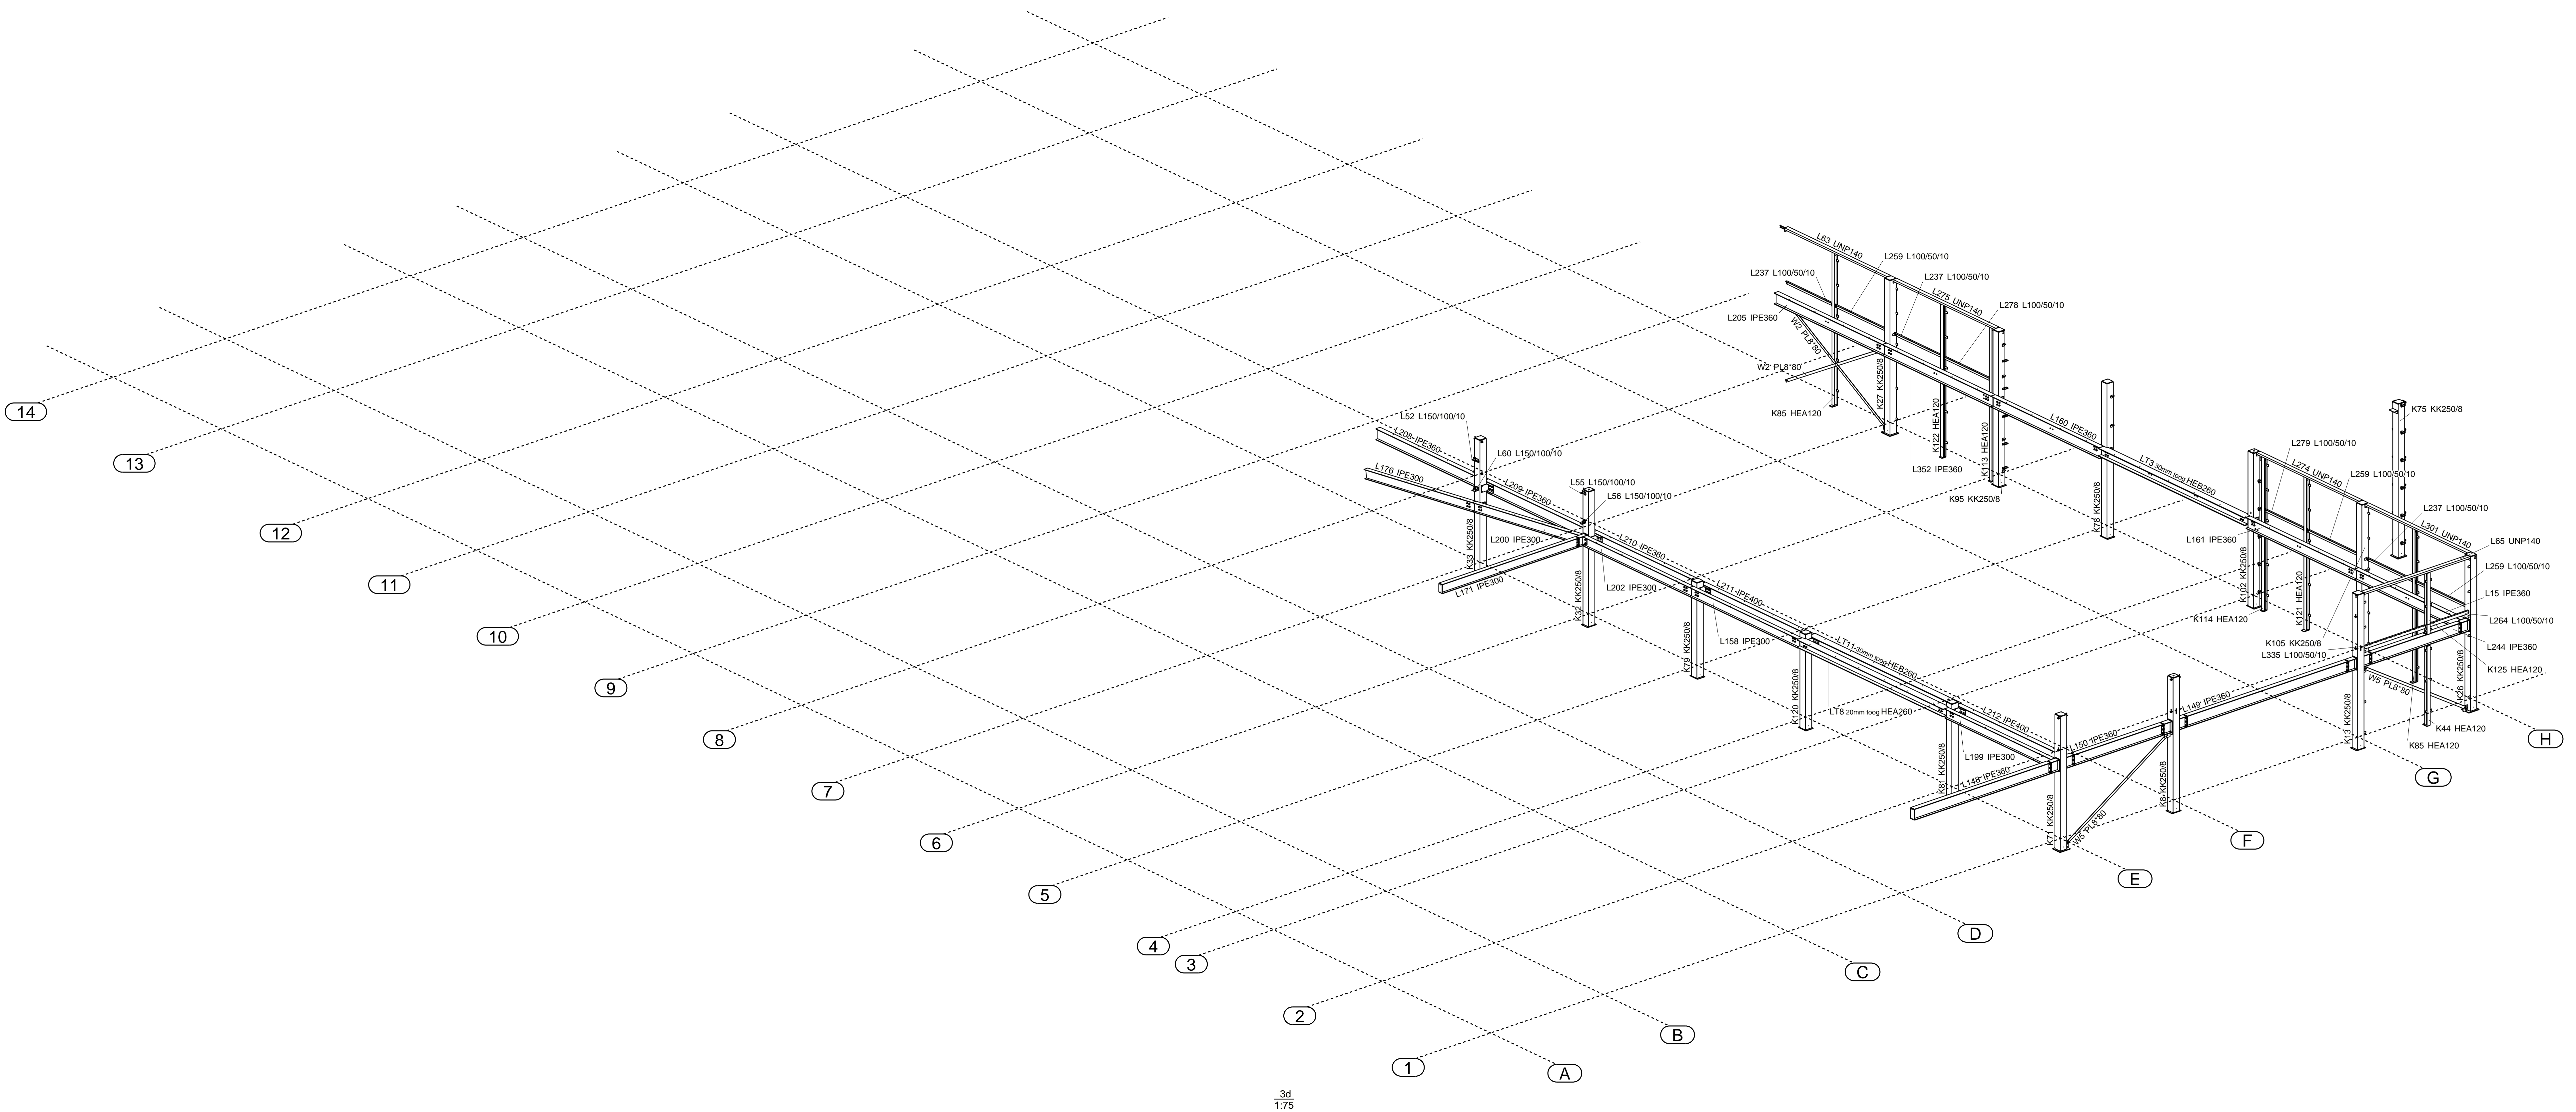 L63 UNP140
L259 L100/50/10
L237 L100/50/10
L237 L100/50/10
L275 UNP140
L278 L100/50/10
L205 IPE360
W2 PL8*80
W2 PL8*80
K27 KK250/8
K85 HEA120
K122 HEA120
K113 HEA120
L352 IPE360
K95 KK250/8
L160 IPE360
K78 KK250/8
LT3 30mm toog HEB260
K75 KK250/8
L279 L100/50/10
L274 UNP140
L259 L100/50/10
L237 L100/50/10
L301 UNP140
L65 UNP140
L161 IPE360
L259 L100/50/10
L15 IPE360
L264 L100/50/10
L244 IPE360
K102 KK250/8
K114 HEA120
K121 HEA120
K105 KK250/8
L335 L100/50/10
K125 HEA120
K26 KK250/8
W5 PL8*80
K44 HEA120
K85 HEA120
K13 KK250/8
L149 IPE360
L150 IPE360
K8 KK250/8
W5 PL8*80
K71 KK250/8
L148 IPE360
K81 KK250/8
L199 IPE300
L212 IPE400
LT11 30mm toog HEB260
LT8 20mm toog HEA260
K120 KK250/8
L211 IPE400
L158 IPE300
K79 KK250/8
L210 IPE360
L202 IPE300
K32 KK250/8
L200 IPE300
L171 IPE300
K33 KK250/8
L209 IPE360
L56 L150/100/10
L55 L150/100/10
L60 L150/100/10
L52 L150/100/10
L208 IPE360
L176 IPE300
14
13
12
11
10
9
8
7
6
5
4
3
2
1
A
B
C
D
E
F
G
H
3d
1:75